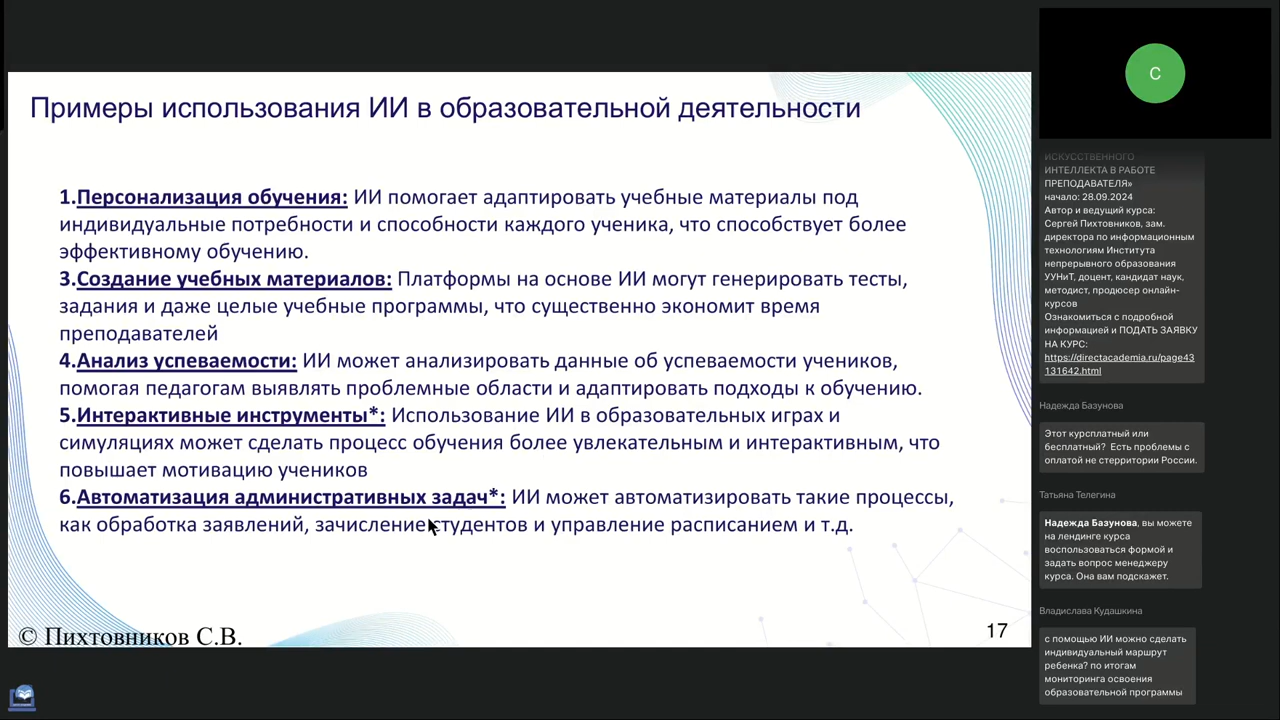 Примеры использования ИИ в образовательной деятельности
1.Персонализация обучения: ИИ помогает адаптировать учебные материалы под
индивидуальные потребности и способности каждого ученика, что способствует более
эффективному обучению.
3.Создание учебных материалов: Платформы на основе ИИ могут генерировать тесты,
задания и даже целые учебные программы, что существенно экономит время
преподавателей
4.Анализ успеваемости: ИИ может анализировать данные об успеваемости учеников,
помогая педагогам выявлять проблемные области и адаптировать подходы к обучению.
5.Интерактивные инструменты*: Использование ИИ в образовательных играх и
симуляциях может сделать процесс обучения более увлекательным и интерактивным, что
повышает мотивацию учеников
6.Автоматизация административных задач*: ИИ может автоматизировать такие процессы,
как обработка заявлений, зачисление студентов и управление расписанием и т.д.
© Пихтовников С.В.
17
С
ИСКУССТВЕННОГО
ИНТЕЛЛЕКТА В РАБОТЕ
ПРЕПОДАВАТЕЛЯ»
начало: 28.09.2024
Автор и ведущий курса:
Сергей Пихтовников, зам.
директора по информационным
технологиям Института
непрерывного образования
УУНиТ, доцент, кандидат наук,
методист, продюсер онлайн-
курсов
Ознакомиться с подробной
информацией и ПОДАТЬ ЗАЯВКУ
НА КУРС:
https://directacademia.ru/page43
131642.html
Надежда Базунова
Этот курсплатный или
бесплатный? Есть проблемы с
оплатой не стерритории России.
Татьяна Телегина
Надежда Базунова, вы можете
на лендинге курса
воспользоваться формой и
задать вопрос менеджеру
курса. Она вам подскажет.
Владислава Кудашкина
с помощью ИИ можно сделать
индивидуальный маршрут
ребенка? по итогам
мониторинга освоения
образовательной программы